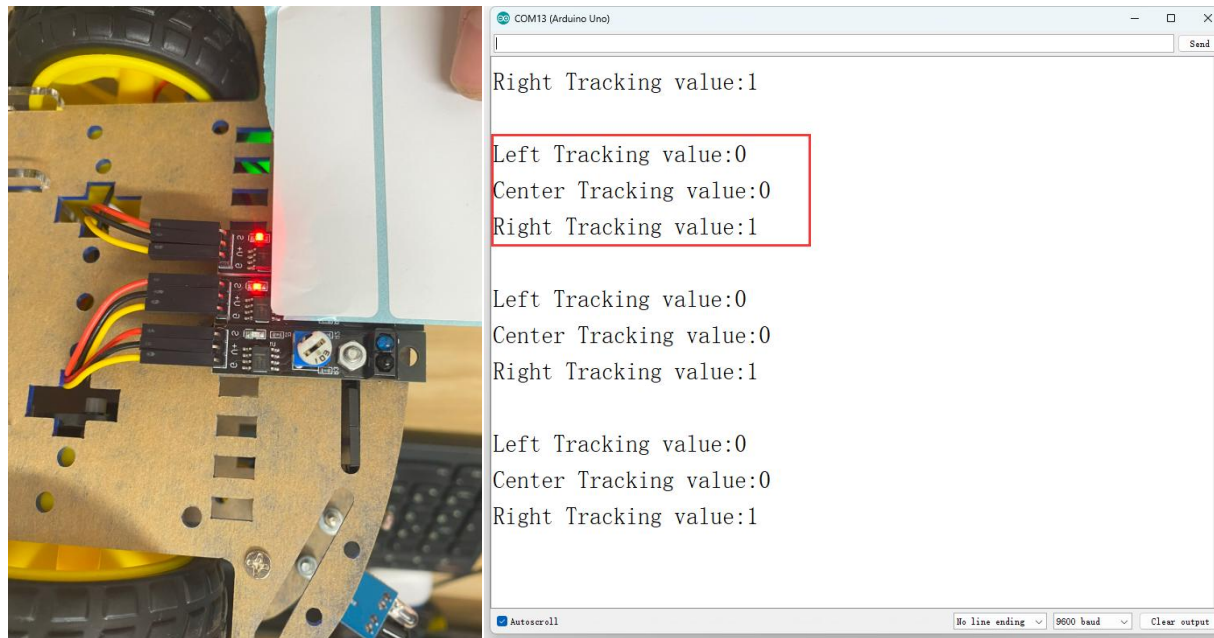 COM13 (Arduino Uno)
Send
Right Tracking value:1
Left Tracking value:0
Center Tracking value:0
Right Tracking value:1
Left Tracking value:0
Center Tracking value:0
Right Tracking value:1
Left Tracking value:0
Center Tracking value:0
Right Tracking value:1
Autoscroll
No line ending
9600 baud
Clear output
103